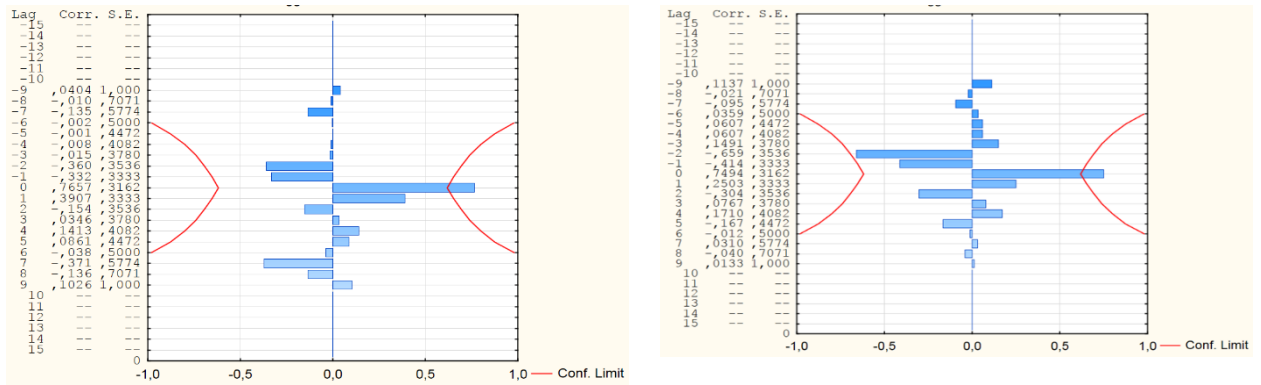 Lag Corr. S.E.
-15 -- --
-14 -- --
-13 -- --
-12 -- --
-11 -- --
-10 -- --
-9 ,0404 1,000
-8 -,010 ,7071
-7 -,135 ,5774
-6 -,002 ,5000
-5 -,001 ,4472
-4 -,008 ,4082
-3 -,015 ,3780
-2 -,360 ,3536
-1 -,332 ,3333
0 ,7657 ,3162
1 ,3907 ,3333
2 -,154 ,3536
3 ,0346 ,3780
4 ,1413 ,4082
5 ,0861 ,4472
6 -,038 ,5000
7 -,371 ,5774
8 -,136 ,7071
9 ,1026 1,000
10 -- --
11 -- --
12 -- --
13 -- --
14 -- --
15 -- --
0
-1,0 -0,5 0,0 0,5 1,0
Conf. Limit
Lag Corr. S.E.
-15 -- --
-14 -- --
-13 -- --
-12 -- --
-11 -- --
-10 -- --
-9 ,1137 1,000
-8 -,021 ,7071
-7 -,095 ,5774
-6 ,0359 ,5000
-5 ,0607 ,4472
-4 ,0607 ,4082
-3 ,1491 ,3780
-2 -,659 ,3536
-1 -,414 ,3333
0 ,7494 ,3162
1 ,2503 ,3333
2 -,304 ,3536
3 ,0767 ,3780
4 ,1710 ,4082
5 -,167 ,4472
6 -,012 ,5000
7 ,0310 ,5774
8 -,040 ,7071
9 ,0133 1,000
10 -- --
11 -- --
12 -- --
13 -- --
14 -- --
15 -- --
0
-1,0 -0,5 0,0 0,5 1,0
Conf. Limit